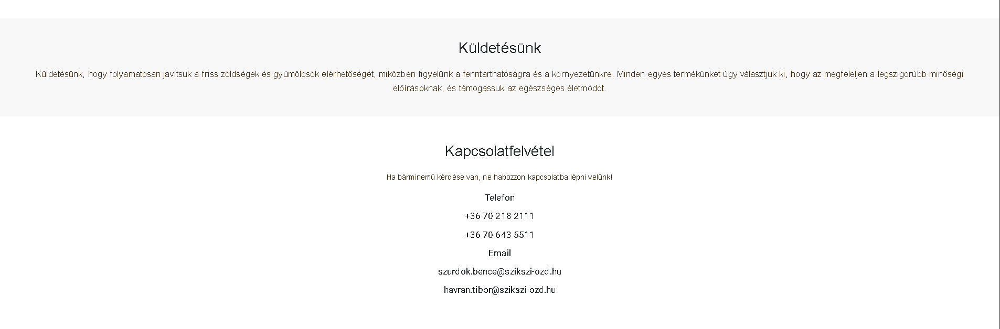 Küldetésünk
Küldetésünk, hogy folyamatosan javítsuk a friss zöldségek és gyümölcsök elérhetőségét, miközben figyelünk a fenntarthatóságra és a környezetünkre. Minden egyes termékünket úgy választjuk ki, hogy az megfeleljen a legszigorúbb minőségi
előírásoknak, és támogassuk az egészséges életmódot.
Kapcsolatfelvétel
Ha bárminemű kérdése van, ne habozzon kapcsolatba lépni velünk!
Telefon
+36 70 218 2111
+36 70 643 5511
Email
szurdok.bence@szikszi-ozd.hu
havran.tibor@szikszi-ozd.hu